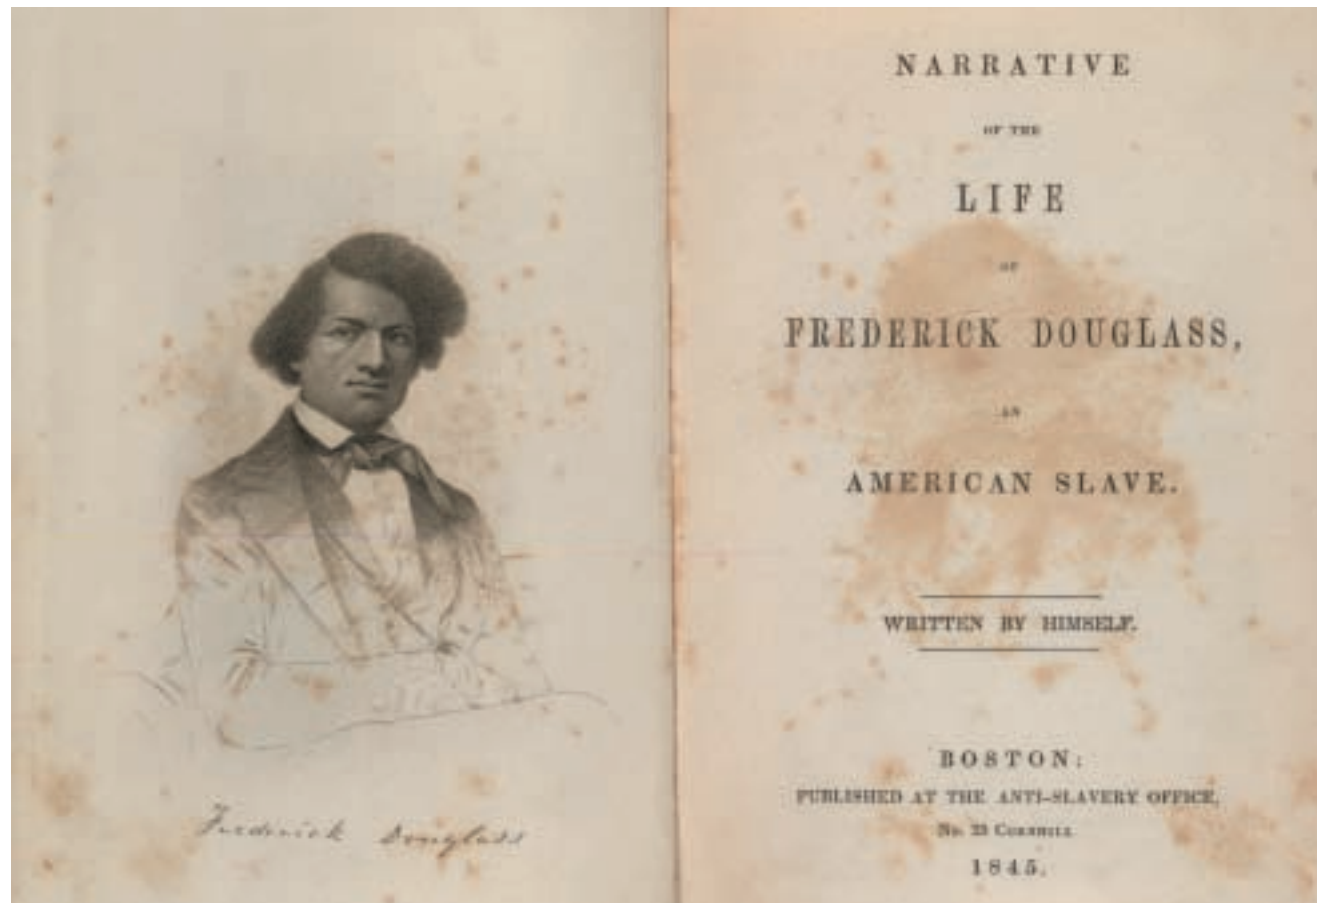 Frederick Douglass
NARRATIVE
OF THE
LIFE
OF
FREDERICK DOUGLASS,
AN
AMERICAN SLAVE.
WRITTEN BY HIMSELF.
BOSTON:
PUBLISHED AT THE ANTI-SLAVERY OFFICE,
No. 25 Cornhill
1845.